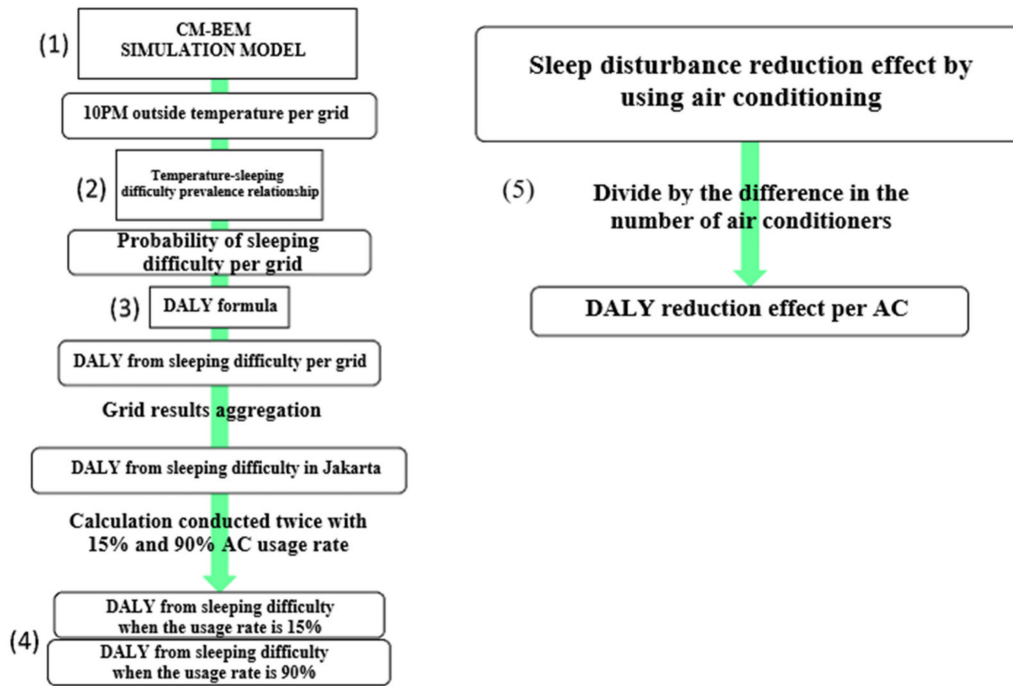 (1)
CM-BEM
SIMULATION MODEL
10PM outside temperature per grid
(2)
Temperature-sleeping
difficulty prevalence relationship
Probability of sleeping
difficulty per grid
(3)
DALY formula
DALY from sleeping difficulty per grid
Grid results aggregation
DALY from sleeping difficulty in Jakarta
Calculation conducted twice with
15% and 90% AC usage rate
(4)
DALY from sleeping difficulty
when the usage rate is 15%
DALY from sleeping difficulty
when the usage rate is 90%
Sleep disturbance reduction effect by
using air conditioning
(5)
Divide by the difference in the
number of air conditioners
DALY reduction effect per AC